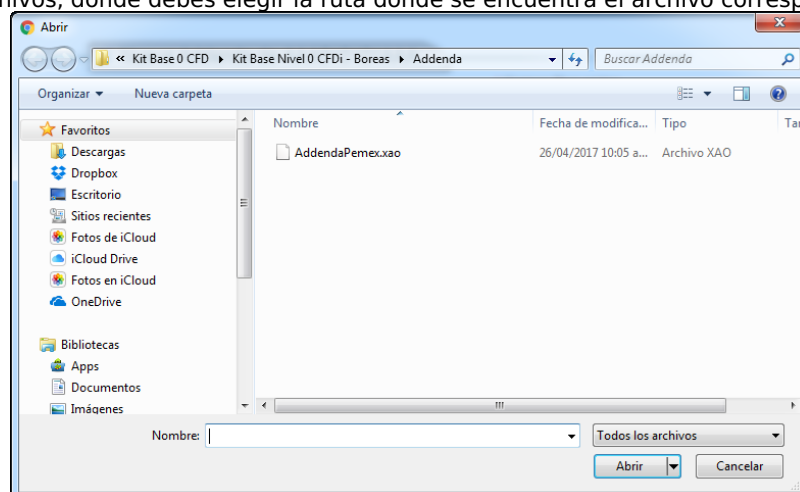 hivos, donde debes elegir la ruta donde se encuentra el archivo corresp
Abrir
« Kit Base 0 CFD ▸ Kit Base Nivel 0 CFDi - Boreas ▸ Addenda
Buscar Addenda
Organizar
Nueva carpeta
Nombre
Fecha de modifica...
Tipo
Ta
Favoritos
Descargas
Dropbox
Escritorio
Sitios recientes
Fotos de iCloud
iCloud Drive
Fotos en iCloud
OneDrive
AddendaPemex.xao
26/04/2017 10:05 a...
Archivo XAO
Bibliotecas
Apps
Documentos
Imágenes
Nombre:
Todos los archivos
Abrir
Cancelar